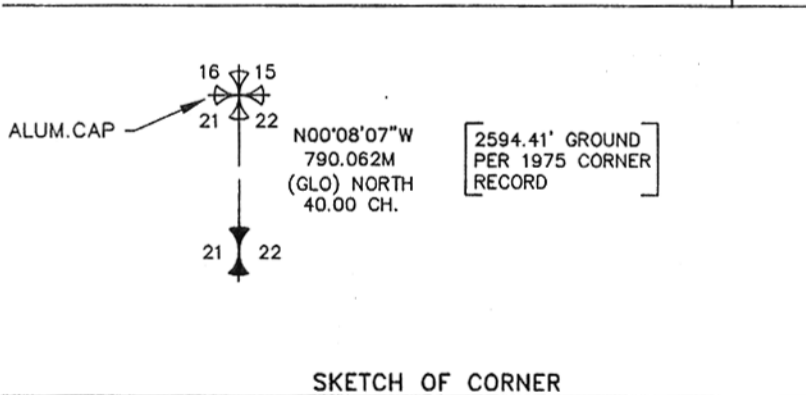 16 15
ALUM.CAP
21 22
N00°08'07"W
790.062M
(GLO) NORTH
40.00 CH.
2594.41' GROUND
PER 1975 CORNER
RECORD
21 22
SKETCH OF CORNER